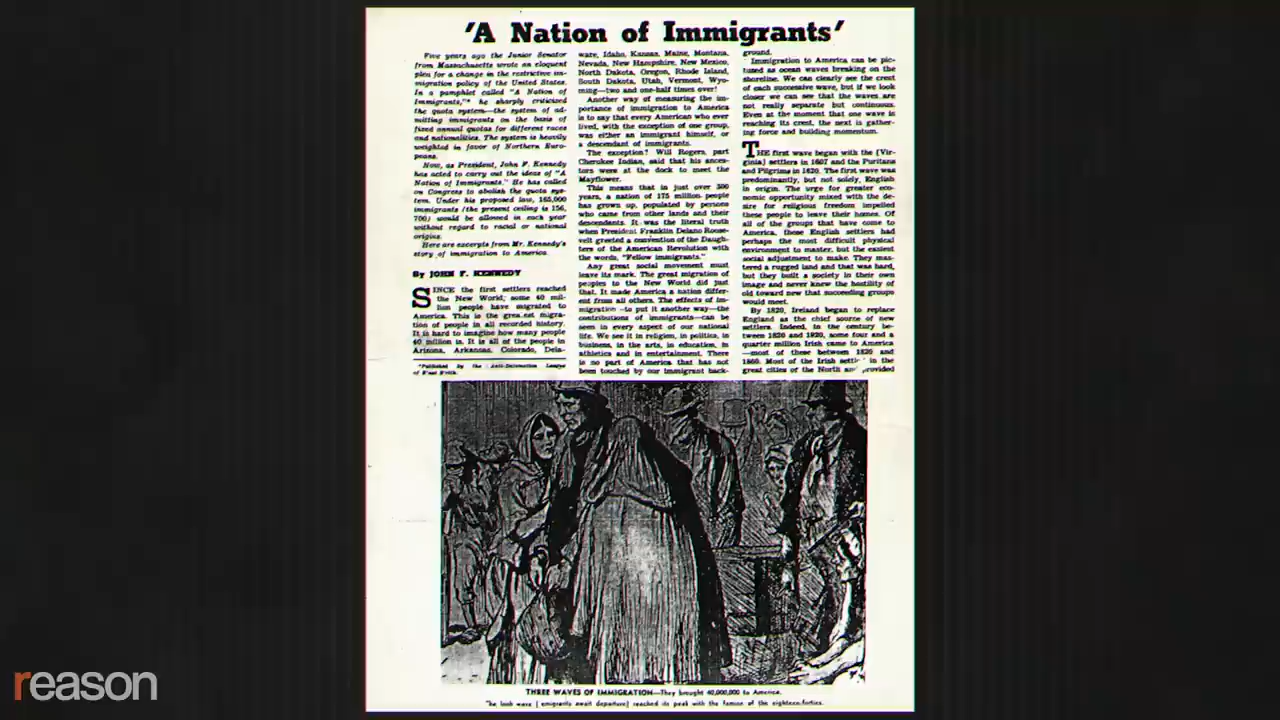 'A Nation of Immigrants'
Five years ago the Junior Senator
from Massachusetts wrote an eloquent
plea for a change in the restrictive im-
migration policy of the United States.
In a pamphlet called "A Nation of
Immigrants,"* he sharply criticized
the quota system—the system of ad-
mitting immigrants on the basis of
fixed annual quotas for different races
and nationalities. The system is heavily
weighted in favor of Northern Euro-
peans.
Now, as President, John F. Kennedy
has acted to carry out the ideas of "A
Nation of Immigrants." He has called
on Congress to abolish the quota sys-
tem. Under his proposed law, 165,000
immigrants (the present ceiling is 156,
700) would be allowed in each year
without regard to racial or national
origins.
Here are excerpts from Mr. Kennedy's
story of immigration to America.
By JOHN F. KENNEDY
SINCE the first settlers reached
the New World; some 40 mil-
lion people have migrated to
America. This is the greatest migra-
tion of people in all recorded history.
It is hard to imagine how many people
40 million is. It is all of the people in
Arizona, Arkansas, Colorado, Dela-
*Published by the Anti-Defamation League
of B'nai B'rith.
ware, Idaho, Kansas, Maine, Montana,
Nevada, New Hampshire, New Mexico,
North Dakota, Oregon, Rhode Island,
South Dakota, Utah, Vermont, Wyo-
ming—two and one-half times over!
Another way of measuring the im-
portance of immigration to America
is to say that every American who ever
lived, with the exception of one group,
was either an immigrant himself, or
a descendant of immigrants.
The exception? Will Rogers, part
Cherokee Indian, said that his ances-
tors were at the dock to meet the
Mayflower.
This means that in just over 300
years, a nation of 175 million people
has grown up, populated by persons
who came from other lands and their
descendants. It was the literal truth
when President Franklin Delano Roose-
velt greeted a convention of the Daugh-
ters of the American Revolution with
the words, "Fellow immigrants."
Any great social movement must
leave its mark. The great migration of
peoples to the New World did just
that. It made America a nation differ-
ent from all others. The effects of im-
migration—to put it another way—the
contributions of immigrants—can be
seen in every aspect of our national
life. We see it in religion, in politics, in
business, in the arts, in education, in
athletics and in entertainment. There
is no part of America that has not
been touched by our immigrant back-
ground.
Immigration to America can be pic-
tured as ocean waves breaking on the
shoreline. We can clearly see the crest
of each successive wave, but if we look
closer we can see that the waves are
not really separate but continuous.
Even at the moment that one wave is
reaching its crest, the next is gather-
ing force and building momentum.
THE first wave began with the (Vir-
ginia) settlers in 1607 and the Puritans
and Pilgrims in 1620. The first wave was
predominantly, but not solely, English
in origin. The urge for greater eco-
nomic opportunity mixed with the de-
sire for religious freedom impelled
these people to leave their homes. Of
all of the groups that have come to
America, these English settlers had
perhaps the most difficult physical
environment to master, but the easiest
social adjustment to make. They mas-
tered a rugged land and that was hard,
but they built a society in their own
image and never knew the hostility of
old toward new that succeeding groups
would meet.
By 1820, Ireland began to replace
England as the chief source of new
settlers. Indeed, in the century be-
tween 1820 and 1920, some four and a
quarter million Irish came to America
—most of these between 1820 and
1860. Most of the Irish in the
great cities of the North and provided
THREE WAVES OF IMMIGRATION—They brought 40,000,000 to America.
emigrants await departure) reached its peak with the famine of the eighteen-forties.
reason